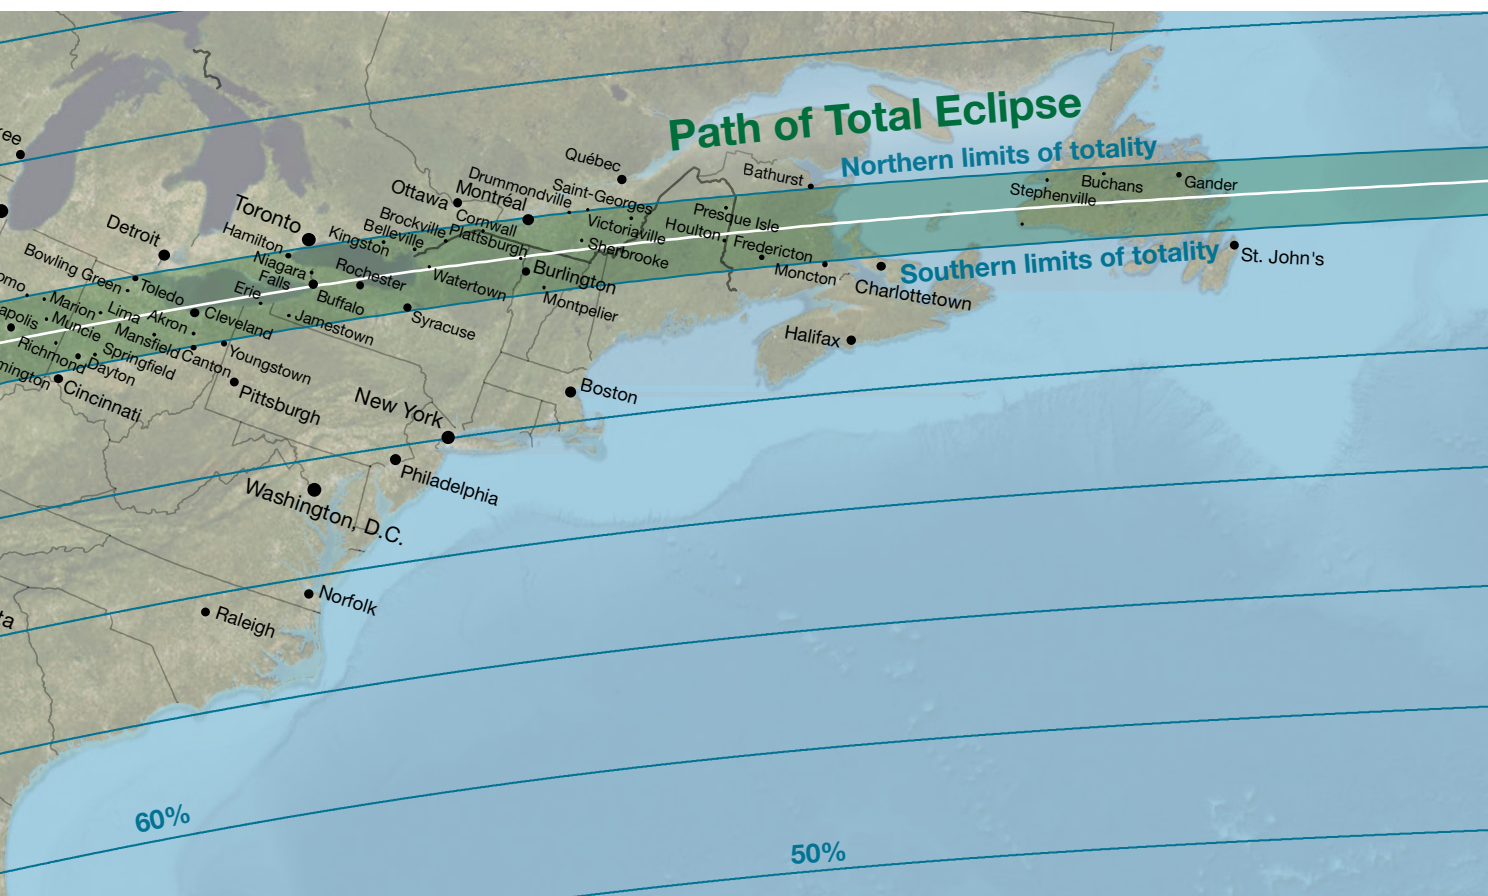 Path of Total Eclipse
Northern limits of totality
Québec
Bathurst
Drummondville
Saint-Georges
Buchans
Gander
Stephenville
Ottawa
Montréal
Toronto
Brockville
Cornwall
Victoriaville
Presque Isle
Detroit
Hamilton
Kingston
Belleville
Plattsburgh
Sherbrooke
Houlton
Fredericton
Southern limits of totality
St. John's
Bowling Green
Niagara
Falls
Rochester
Watertown
Burlington
Moncton
Charlottetown
Toledo
Erie
Buffalo
Montpelier
Marion
Lima
Akron
Cleveland
Jamestown
Syracuse
Halifax
Muncie
Mansfield
Richmond
Springfield
Canton
Youngstown
Dayton
Cincinnati
Pittsburgh
New York
Boston
Philadelphia
Washington, D.C.
Norfolk
Raleigh
60%
50%